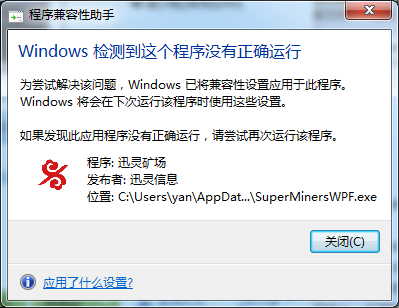 程序兼容性助手
Windows 检测到这个程序没有正确运行
为尝试解决该问题，Windows 已将兼容性设置应用于此程序。
Windows 将会在下次运行该程序时使用这些设置。
如果发现此应用程序没有正确运行，请尝试再次运行该程序。
程序: 迅灵矿场
发布者: 迅灵信息
位置: C:\Users\yan\AppDat...\SuperMinersWPF.exe
关闭(C)
应用了什么设置?